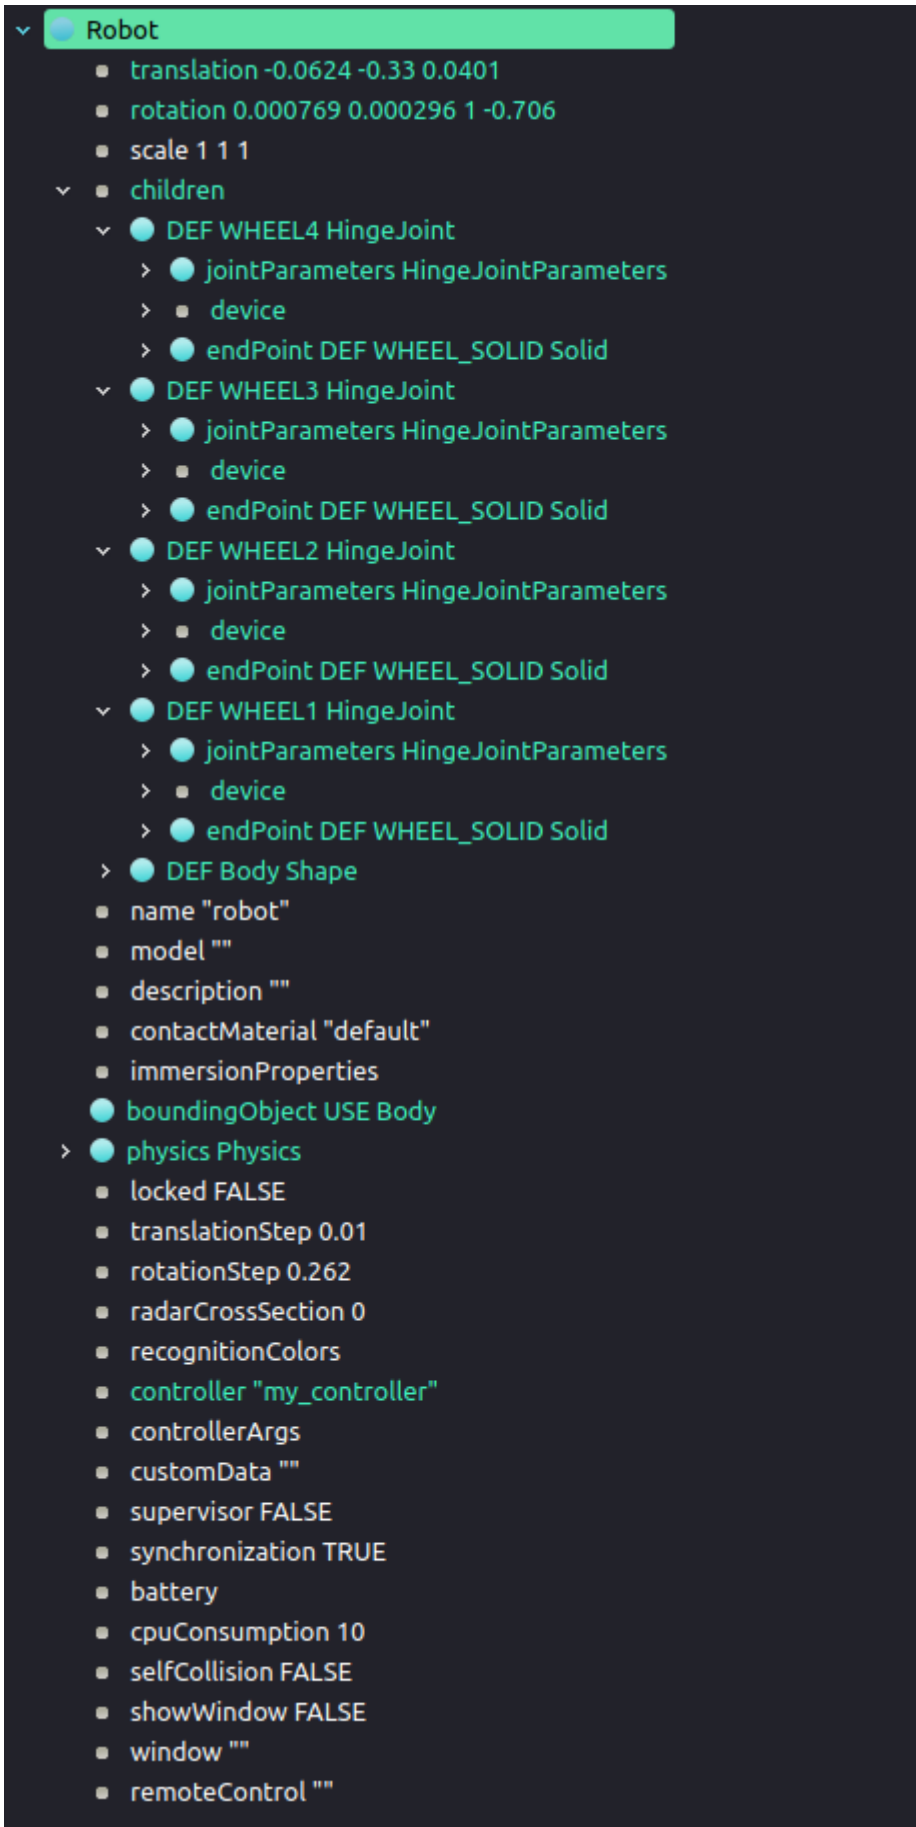 Robot
translation -0.0624 -0.33 0.0401
rotation 0.000769 0.000296 1 -0.706
scale 1 1 1
children
DEF WHEEL4 HingeJoint
jointParameters HingeJointParameters
device
endPoint DEF WHEEL_SOLID Solid
DEF WHEEL3 HingeJoint
jointParameters HingeJointParameters
device
endPoint DEF WHEEL_SOLID Solid
DEF WHEEL2 HingeJoint
jointParameters HingeJointParameters
device
endPoint DEF WHEEL_SOLID Solid
DEF WHEEL1 HingeJoint
jointParameters HingeJointParameters
device
endPoint DEF WHEEL_SOLID Solid
DEF Body Shape
name "robot"
model ""
description ""
contactMaterial "default"
immersionProperties
boundingObject USE Body
physics Physics
locked FALSE
translationStep 0.01
rotationStep 0.262
radarCrossSection 0
recognitionColors
controller "my_controller"
controllerArgs
customData ""
supervisor FALSE
synchronization TRUE
battery
cpuConsumption 10
selfCollision FALSE
showWindow FALSE
window ""
remoteControl ""